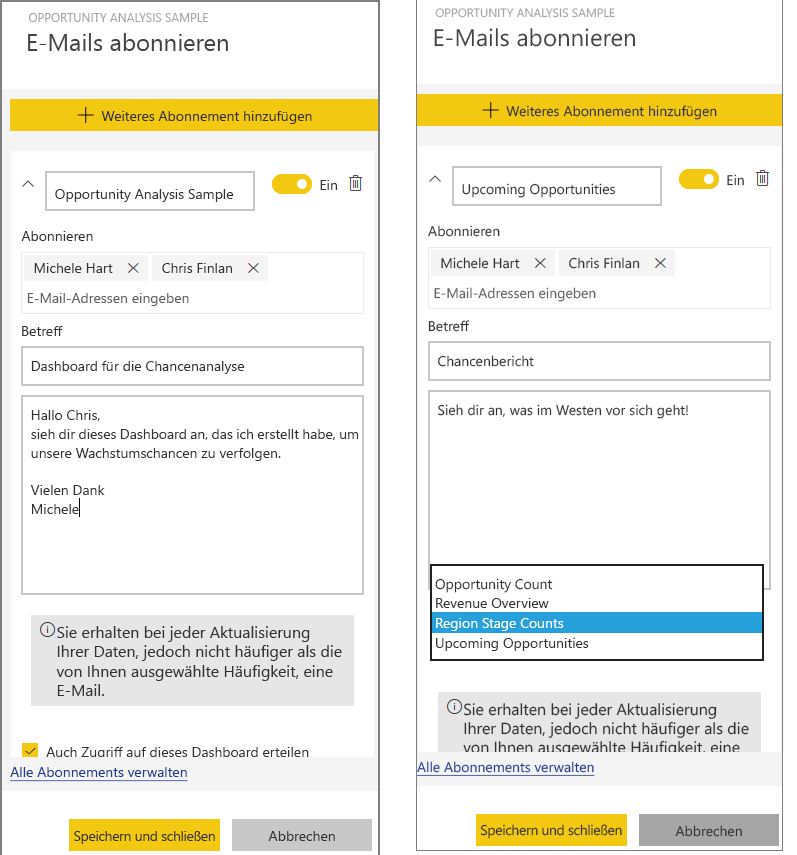 OPPORTUNITY ANALYSIS SAMPLE
E-Mails abonnieren
Weiteres Abonnement hinzufügen
Opportunity Analysis Sample
Ein
Abonnieren
Michele Hart
Chris Finlan
E-Mail-Adressen eingeben
Betreff
Dashboard für die Chancenanalyse
Hallo Chris,
sieh dir dieses Dashboard an, das ich erstellt habe, um
unsere Wachstumschancen zu verfolgen.
Vielen Dank
Michele
Sie erhalten bei jeder Aktualisierung
Ihrer Daten, jedoch nicht häufiger als die
von Ihnen ausgewählte Häufigkeit, eine
E-Mail.
Auch Zugriff auf dieses Dashboard erteilen
Alle Abonnements verwalten
Speichern und schließen
Abbrechen
OPPORTUNITY ANALYSIS SAMPLE
E-Mails abonnieren
Weiteres Abonnement hinzufügen
Upcoming Opportunities
Ein
Abonnieren
Michele Hart
Chris Finlan
E-Mail-Adressen eingeben
Betreff
Chancenbericht
Sieh dir an, was im Westen vor sich geht!
Opportunity Count
Revenue Overview
Region Stage Counts
Upcoming Opportunities
Sie erhalten bei jeder Aktualisierung
Ihrer Daten, jedoch nicht häufiger als die
von Ihnen ausgewählte Häufigkeit, eine
Alle Abonnements verwalten
Speichern und schließen
Abbrechen